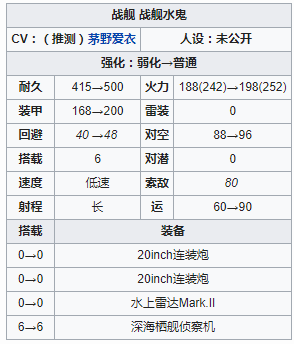 战舰 战舰水鬼
CV：（推测）茅野爱衣 人设：未公开
强化：弱化→普通
耐久 415→500 火力 188(242)→198(252)
装甲 168→200 雷装 0
回避 40→48 对空 88→96
搭载 6 对潜 0
速度 低速 索敌 80
射程 长 运 60→90
搭载 装备
0→0 20inch连装炮
0→0 20inch连装炮
0→0 水上雷达Mark.II
6→6 深海栖舰侦察机